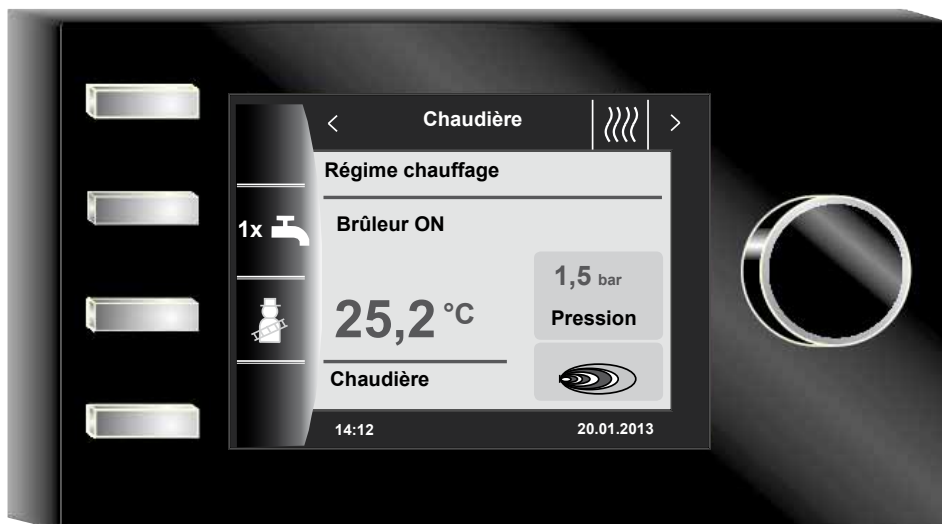 Chaudière
Régime chauffage
1x
Brûleur ON
1,5 bar
Pression
25,2 °C
Chaudière
14:12 20.01.2013